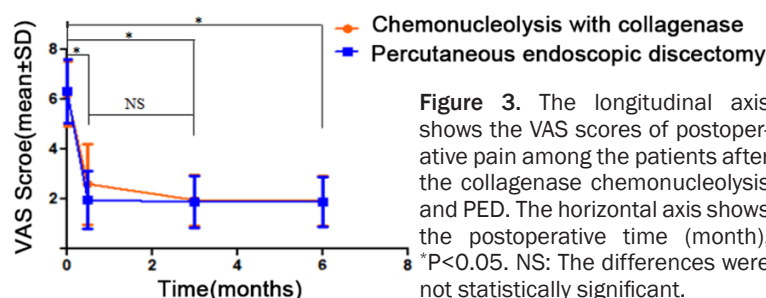 *
*
*
NS
8
6
4
2
0
2
4
6
8
VAS Scroe(mean±SD)
Time(months)
Chemonucleolysis with collagenase
Percutaneous endoscopic discectomy
Figure 3. The longitudinal axis
shows the VAS scores of postoper-
ative pain among the patients after
the collagenase chemonucleolysis
and PED. The horizontal axis shows
the postoperative time (month),
*P<0.05. NS: The differences were
not statistically significant.